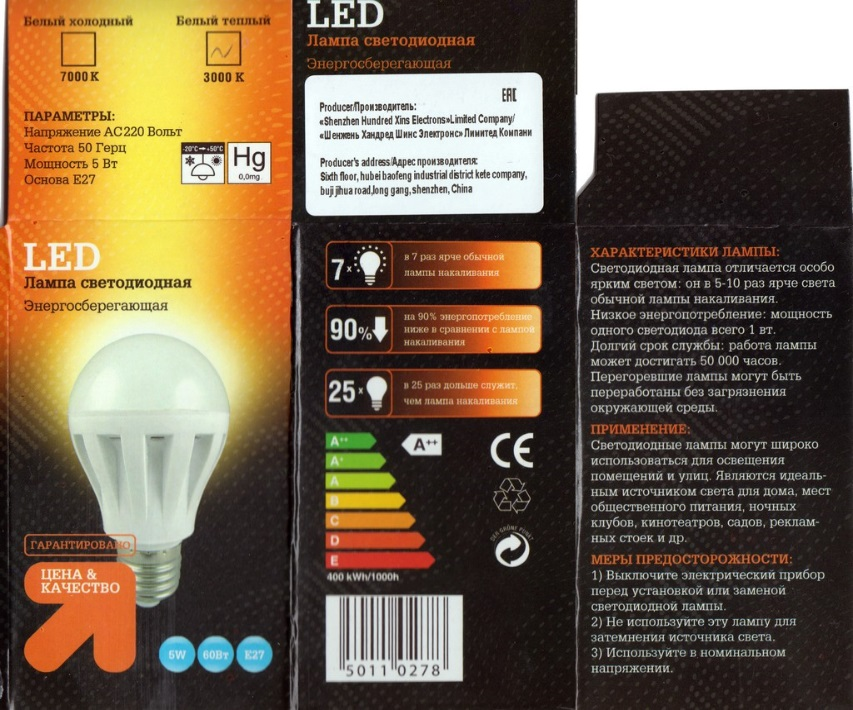 Белый холодный
Белый теплый
7000 K
3000 K
ПАРАМЕТРЫ:
Напряжение AC220 Вольт
Частота 50 Герц
Мощность 5 Вт
Основа E27
-20°C +50°C
Hg
0,0mg
LED
Лампа светодиодная
Энергосберегающая
EAC
Producer/Производитель:
«Shenzhen Hundred Xins Electrons»Limited Company/
«Шенжень Хандред Шинс Электронс» Лимитед Компани
Producer's address/Адрес производителя:
Sixth floor, hubei baofeng industrial district kete company,
buji jihua road,long gang, shenzhen, China
LED
Лампа светодиодная
Энергосберегающая
ГАРАНТИРОВАНО
ЦЕНА &
КАЧЕСТВО
5W
60Вт
E27
7x
в 7 раз ярче обычной
лампы накаливания
90%
на 90% энергопотребление
ниже в сравнении с лампой
накаливания
25x
в 25 раз дольше служит,
чем лампа накаливания
A++
A++
A+
A
B
C
D
E
400 kWh/1000h
CE
DER GRÜNE PUNKT
5011 0278
ХАРАКТЕРИСТИКИ ЛАМПЫ:
Светодиодная лампа отличается особо
ярким светом: он в 5-10 раз ярче света
обычной лампы накаливания.
Низкое энергопотребление: мощность
одного светодиода всего 1 вт.
Долгий срок службы: работа лампы
может достигать 50 000 часов.
Перегоревшие лампы могут быть
переработаны без загрязнения
окружающей среды.
ПРИМЕНЕНИЕ:
Светодиодные лампы могут широко
использоваться для освещения
помещений и улиц. Являются идеаль-
ным источником света для дома, мест
общественного питания, ночных
клубов, кинотеатров, садов, реклам-
ных стоек и др.
МЕРЫ ПРЕДОСТОРОЖНОСТИ:
1) Выключите электрический прибор
перед установкой или заменой
светодиодной лампы.
2) Не используйте эту лампу для
затемнения источника света.
3) Используйте в номинальном
напряжении.